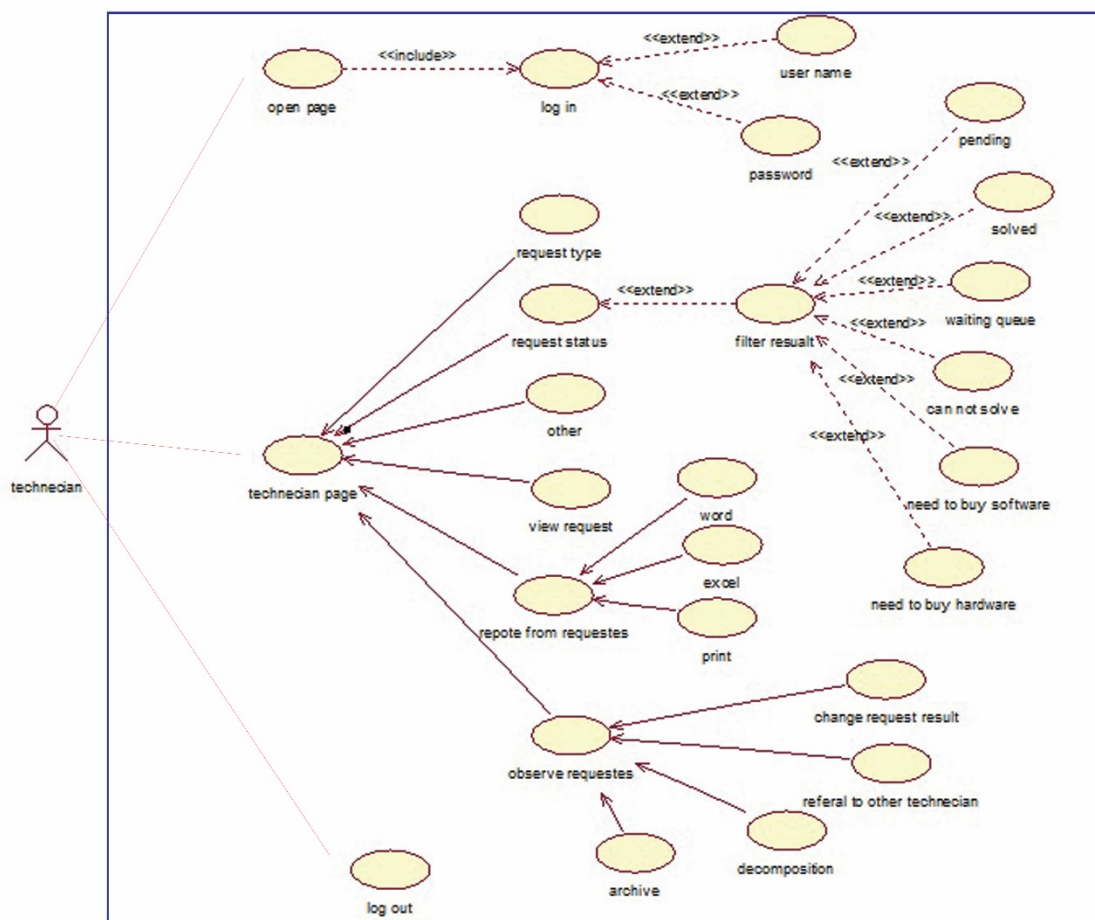 <<extend>>
user name
<<include>>
open page
log in
<<extend>>
password
pending
<<extend>>
request type
<<extend>>
solved
request status
<<extend>>
filter resualt
<<extend>>
waiting queue
<<extend>>
can not solve
other
<<extend>>
need to buy software
<<extend>>
need to buy hardware
technecian
technecian page
view request
word
excel
repote from requestes
print
change request result
observe requestes
referal to other technecian
decomposition
archive
log out